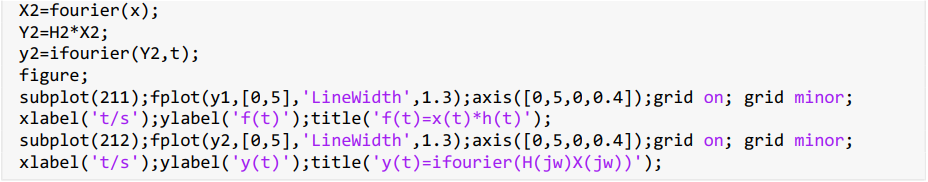 X2=fourier(x);
Y2=H2*X2;
y2=ifourier(Y2,t);
figure;
subplot(211);fplot(y1,[0,5],'LineWidth',1.3);axis([0,5,0,0.4]);grid on; grid minor;
xlabel('t/s');ylabel('f(t)');title('f(t)=x(t)*h(t)');
subplot(212);fplot(y2,[0,5],'LineWidth',1.3);axis([0,5,0,0.4]);grid on; grid minor;
xlabel('t/s');ylabel('y(t)');title('y(t)=ifourier(H(jw)X(jw))');